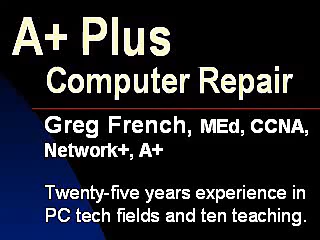 A+ Plus
Computer Repair
Greg French, MEd, CCNA,
Network+, A+
Twenty-five years experience in
PC tech fields and ten teaching.